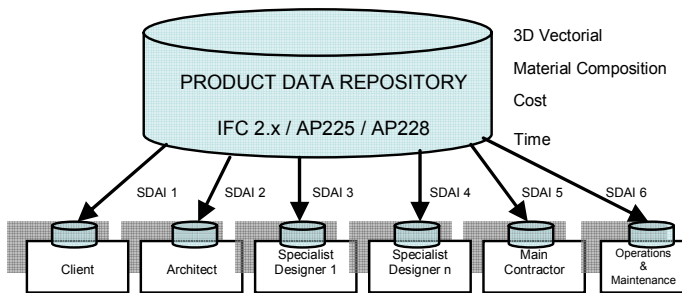 3D Vectorial
PRODUCT DATA REPOSITORY
Material Composition
IFC 2.x / AP225 / AP228
Cost
Time
SDAI 1
SDAI 2
SDAI 3
SDAI 4
SDAI 5
SDAI 6
Client
Architect
Specialist
Designer 1
Specialist
Designer n
Main
Contractor
Operations
&
Maintenance